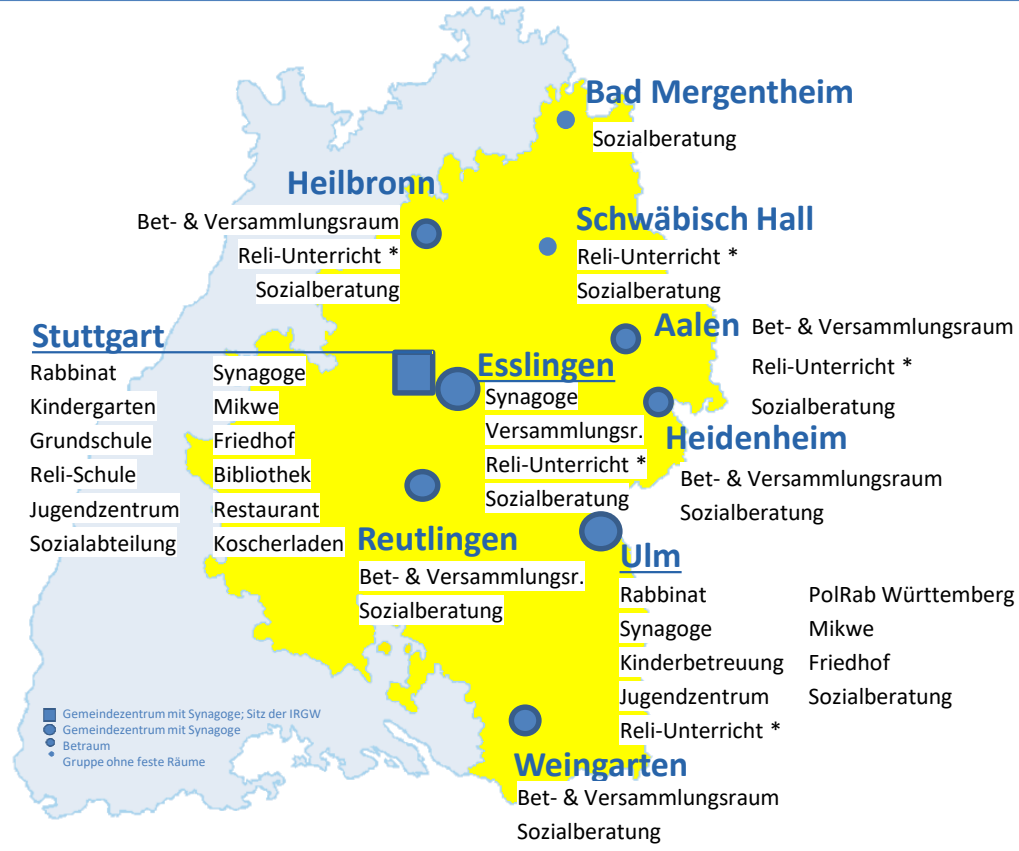 Bad Mergentheim
Sozialberatung
Heilbronn
Bet- & Versammlungsraum
Reli-Unterricht *
Sozialberatung
Schwäbisch Hall
Reli-Unterricht *
Sozialberatung
Aalen
Bet- & Versammlungsraum
Reli-Unterricht *
Sozialberatung
Stuttgart
Rabbinat
Kindergarten
Grundschule
Reli-Schule
Jugendzentrum
Sozialabteilung
Synagoge
Mikwe
Friedhof
Bibliothek
Restaurant
Koscherladen
Esslingen
Synagoge
Versammlungsr.
Reli-Unterricht *
Sozialberatung
Heidenheim
Bet- & Versammlungsraum
Sozialberatung
Reutlingen
Bet- & Versammlungsr.
Sozialberatung
Ulm
Rabbinat
Synagoge
Kinderbetreuung
Jugendzentrum
Reli-Unterricht *
PolRab Württemberg
Mikwe
Friedhof
Sozialberatung
Weingarten
Bet- & Versammlungsraum
Sozialberatung
Gemeindezentrum mit Synagoge; Sitz der IRGW
Gemeindezentrum mit Synagoge
Betraum
Gruppe ohne feste Räume